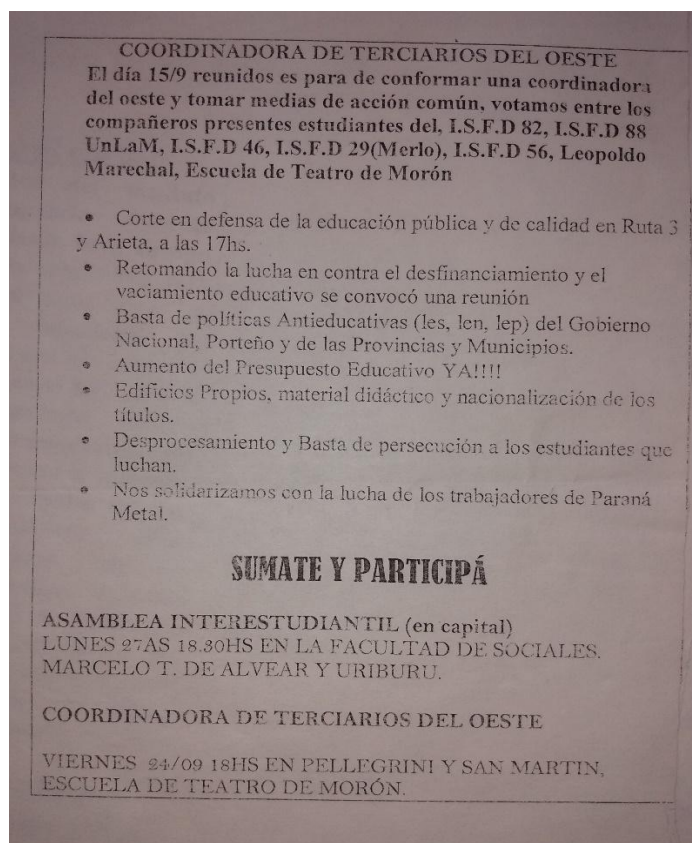 COORDINADORA DE TERCIARIOS DEL OESTE
El día 15/9 reunidos es para de conformar una coordinadora
del oeste y tomar medias de acción común, votamos entre los
compañeros presentes estudiantes del, I.S.F.D 82, I.S.F.D 88
UnLaM, I.S.F.D 46, I.S.F.D 29(Merlo), I.S.F.D 56, Leopoldo
Marechal, Escuela de Teatro de Morón
• Corte en defensa de la educación pública y de calidad en Ruta 3
y Arieta, a las 17hs.
• Retomando la lucha en contra el desfinanciamiento y el
vaciamiento educativo se convocó una reunión
• Basta de políticas Antieducativas (les, len, lep) del Gobierno
Nacional, Porteño y de las Provincias y Municipios.
• Aumento del Presupuesto Educativo YA!!!!
• Edificios Propios, material didáctico y nacionalización de los
títulos.
• Desprocesamiento y Basta de persecución a los estudiantes que
luchan.
• Nos solidarizamos con la lucha de los trabajadores de Paraná
Metal.
SUMATE Y PARTICIPÁ
ASAMBLEA INTERESTUDIANTIL (en capital)
LUNES 27AS 18.30HS EN LA FACULTAD DE SOCIALES.
MARCELO T. DE ALVEAR Y URIBURU.
COORDINADORA DE TERCIARIOS DEL OESTE
VIERNES 24/09 18HS EN PELLEGRINI Y SAN MARTIN,
ESCUELA DE TEATRO DE MORÓN.